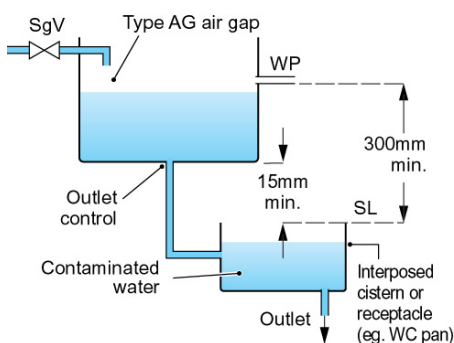 SgV
Type AG air gap
WP
300mm
min.
15mm
min.
Outlet
control
SL
Contaminated
water
Interposed
cistern or
receptacle
(eg. WC pan)
Outlet